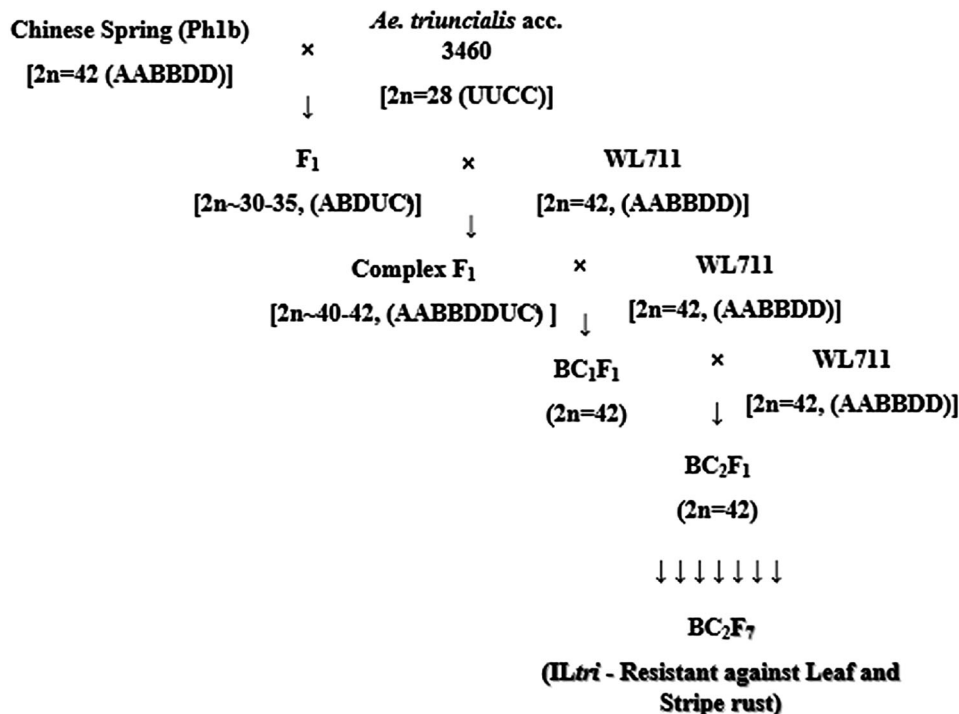 Chinese Spring (Ph1b) × Ae. triuncialis acc.
3460
[2n=42 (AABBDD)]
[2n=28 (UUCC)]
↓
F₁ × WL711
[2n~30-35, (ABDUC)] [2n=42, (AABBDD)]
↓
Complex F₁ × WL711
[2n~40-42, (AABBDDUC) ] [2n=42, (AABBDD)]
↓
BC₁F₁ × WL711
(2n=42) [2n=42, (AABBDD)]
↓
BC₂F₁
(2n=42)
↓↓↓↓↓↓↓
BC₂F₇
(ILtri - Resistant against Leaf and
Stripe rust)